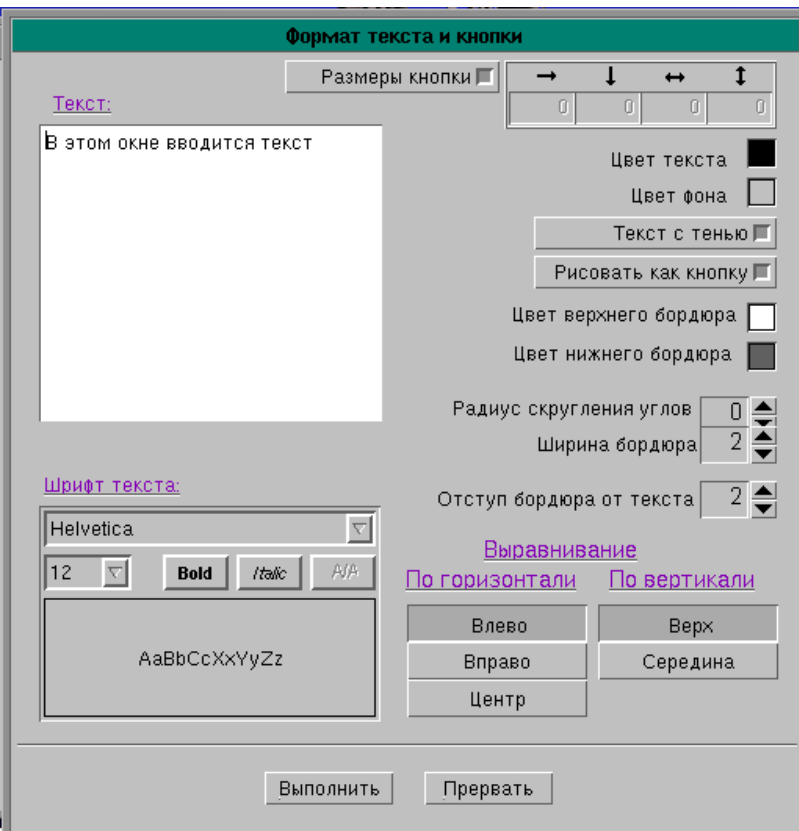 Формат текста и кнопки
Размеры кнопки
→ ↓ ↔ ↕
0 0 0 0
Текст:
В этом окне вводится текст
Цвет текста
Цвет фона
Текст с тенью
Рисовать как кнопку
Цвет верхнего бордюра
Цвет нижнего бордюра
Радиус скругления углов 0
Ширина бордюра 2
Отступ бордюра от текста 2
Шрифт текста:
Helvetica
12 Bold Italic A/A
AaBbCcXxYyZz
Выравнивание
По горизонтали По вертикали
Влево Верх
Вправо Середина
Центр
Выполнить Прервать